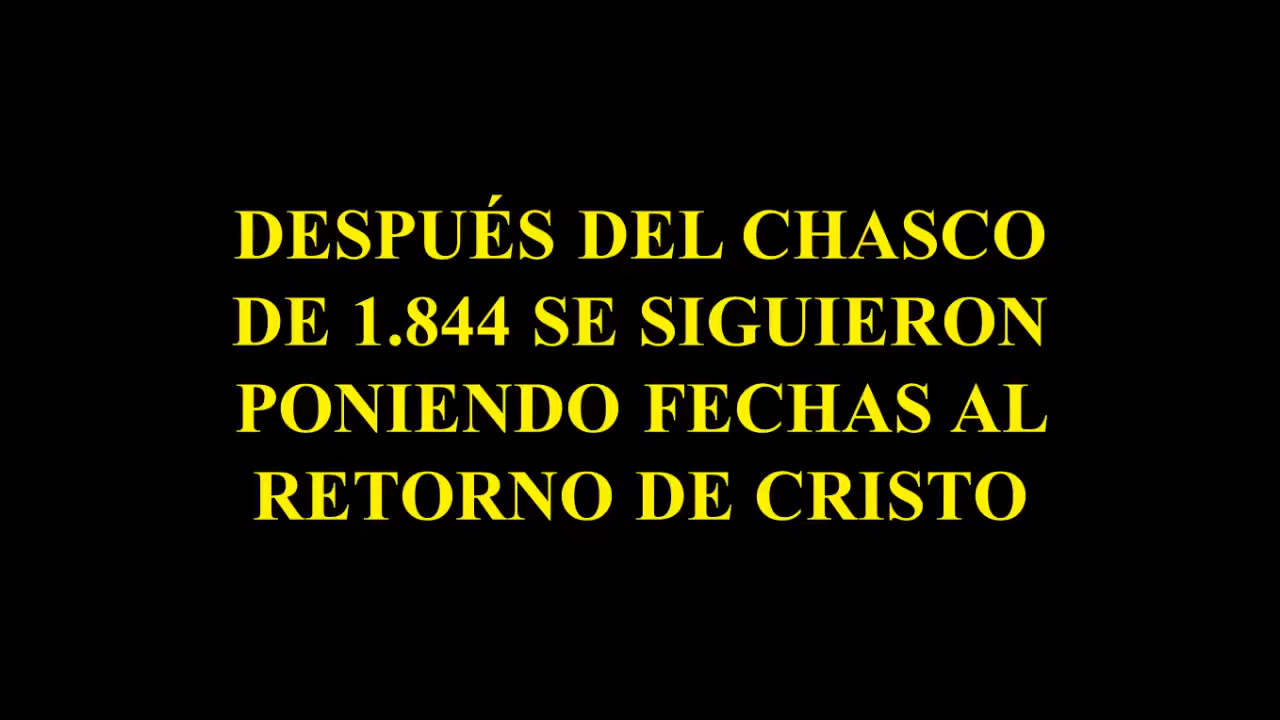 DESPUÉS DEL CHASCO
DE 1.844 SE SIGUIERON
PONIENDO FECHAS AL
RETORNO DE CRISTO